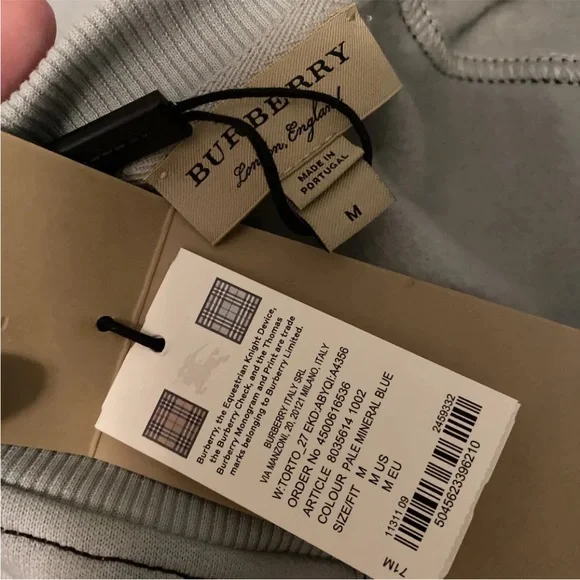 BURBERRY
London, England
MADE IN
PORTUGAL
M
Burberry, the Equestrian Knight Device,
the Burberry Check, and the Thomas
Burberry Monogram and Print are trade
marks belonging to Burberry Limited.
BURBERRY ITALY SRL
VIA MANZONI, 20, 20121 MILANO, ITALY
W:TORTO_27 EKD:ABYQI:A4356
ORDER No 4500616536
ARTICLE 8035614 1002
COLOUR PALE MINERAL BLUE
SIZE/FIT M M US
M EU
2459332
11311 09
5045623396210
71M